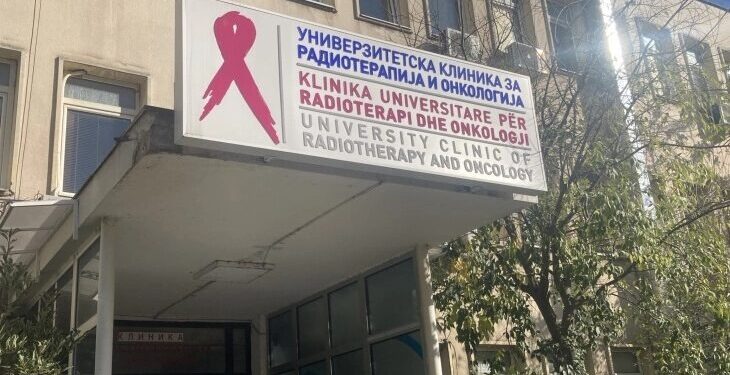 УНИВЕРЗИТЕТСКА КЛИНИКА ЗА
РАДИОТЕРАПИЈА И ОНКОЛОГИЈА
KLINIKA UNIVERSITARE PËR
RADIOTERAPI DHE ONKOLOGJI
UNIVERSITY CLINIC OF
RADIOTHERAPY AND ONCOLOGY
КЛИНИКА